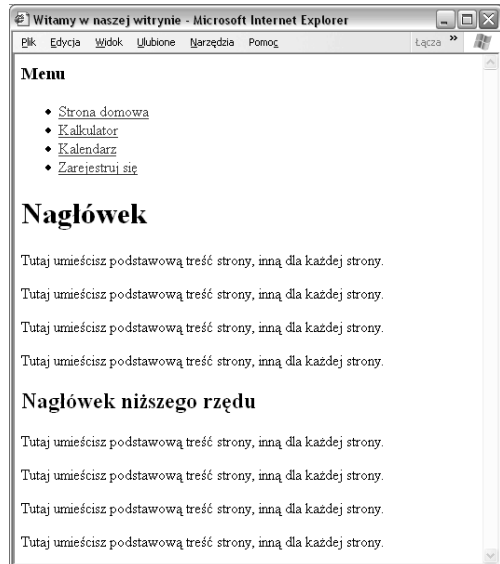 Witamy w naszej witrynie - Microsoft Internet Explorer
Plik Edycja Widok Ulubione Narzędzia Pomoc Łącza »
Menu
Strona domowa
Kalkulator
Kalendarz
Zarejestruj się
Nagłówek
Tutaj umieścisz podstawową treść strony, inną dla każdej strony.
Tutaj umieścisz podstawową treść strony, inną dla każdej strony.
Tutaj umieścisz podstawową treść strony, inną dla każdej strony.
Tutaj umieścisz podstawową treść strony, inną dla każdej strony.
Nagłówek niższego rzędu
Tutaj umieścisz podstawową treść strony, inną dla każdej strony.
Tutaj umieścisz podstawową treść strony, inną dla każdej strony.
Tutaj umieścisz podstawową treść strony, inną dla każdej strony.
Tutaj umieścisz podstawową treść strony, inną dla każdej strony.